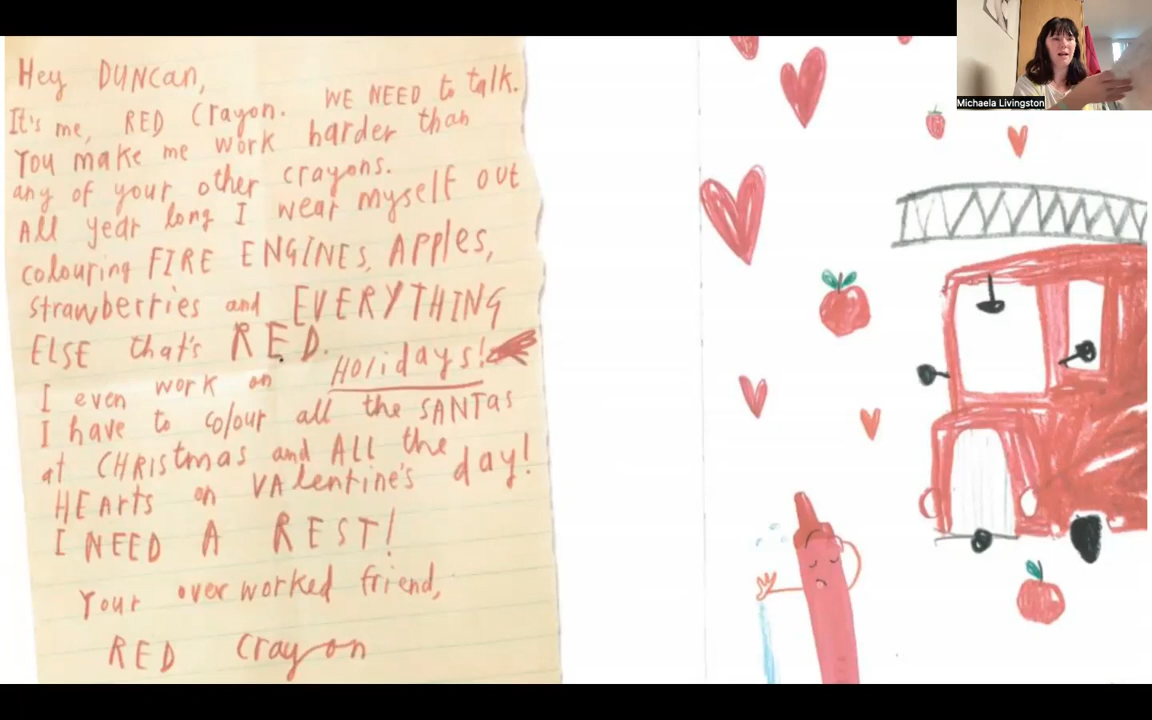 Hey DUNCAN,
It's me, RED Crayon. WE NEED to talk.
You make me work harder than
any of your other crayons.
All year long I wear myself out
colouring FIRE ENGINES, Apples,
strawberries and EVERYTHING
ELSE that's RED.
I even work on Holidays!
I have to colour all the SANTAs
at CHRIStmas and ALL the
HEArts on VAlentine's day!
I NEED A REST!
Your overworked friend,
RED Crayon
Michaela Livingston